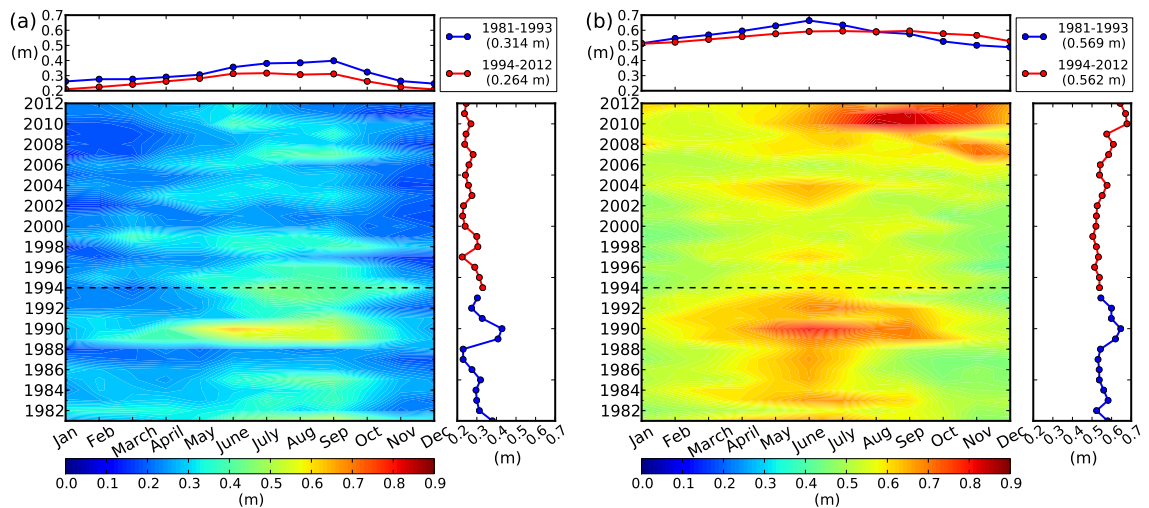 (a)
(m)
0.7
0.6
0.5
0.4
0.3
0.2
1981-1993
(0.314 m)
1994-2012
(0.264 m)
2012
2010
2008
2006
2004
2002
2000
1998
1996
1994
1992
1990
1988
1986
1984
1982
Jan Feb March April May June July Aug Sep Oct Nov Dec
0.2 0.3 0.4 0.5 0.6 0.7
(m)
0.0 0.1 0.2 0.3 0.4 0.5 0.6 0.7 0.8 0.9
(m)
(b)
(m)
0.7
0.6
0.5
0.4
0.3
0.2
1981-1993
(0.569 m)
1994-2012
(0.562 m)
2012
2010
2008
2006
2004
2002
2000
1998
1996
1994
1992
1990
1988
1986
1984
1982
Jan Feb March April May June July Aug Sep Oct Nov Dec
0.2 0.3 0.4 0.5 0.6 0.7
(m)
0.0 0.1 0.2 0.3 0.4 0.5 0.6 0.7 0.8 0.9
(m)